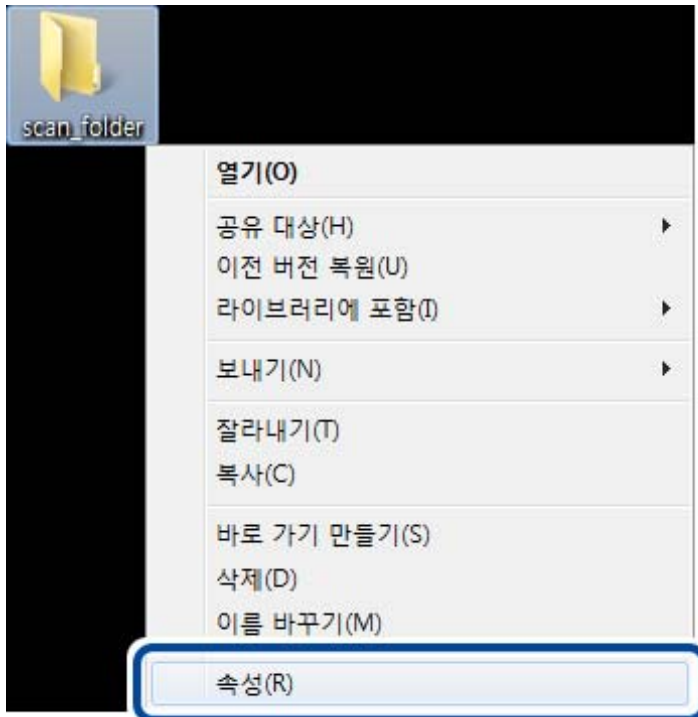 scan_folder
열기(O)
공유 대상(H)
이전 버전 복원(U)
라이브러리에 포함(I)
보내기(N)
잘라내기(T)
복사(C)
바로 가기 만들기(S)
삭제(D)
이름 바꾸기(M)
속성(R)